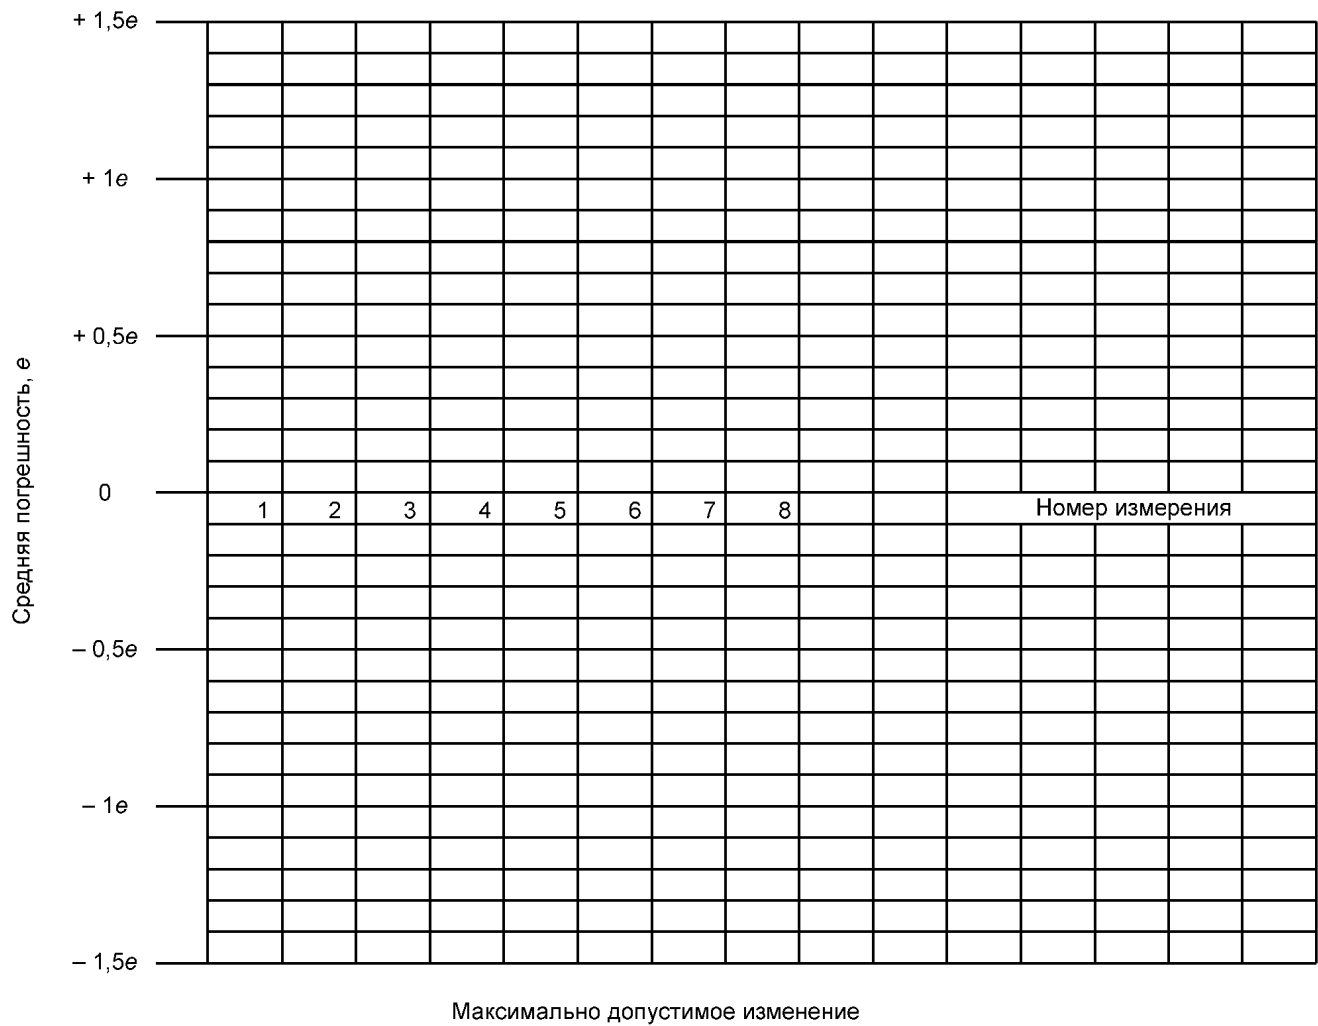 + 1,5e
+ 1e
+ 0,5e
Средняя погрешность, e
0
1 2 3 4 5 6 7 8 Номер измерения
– 0,5e
– 1e
– 1,5e
Максимально допустимое изменение